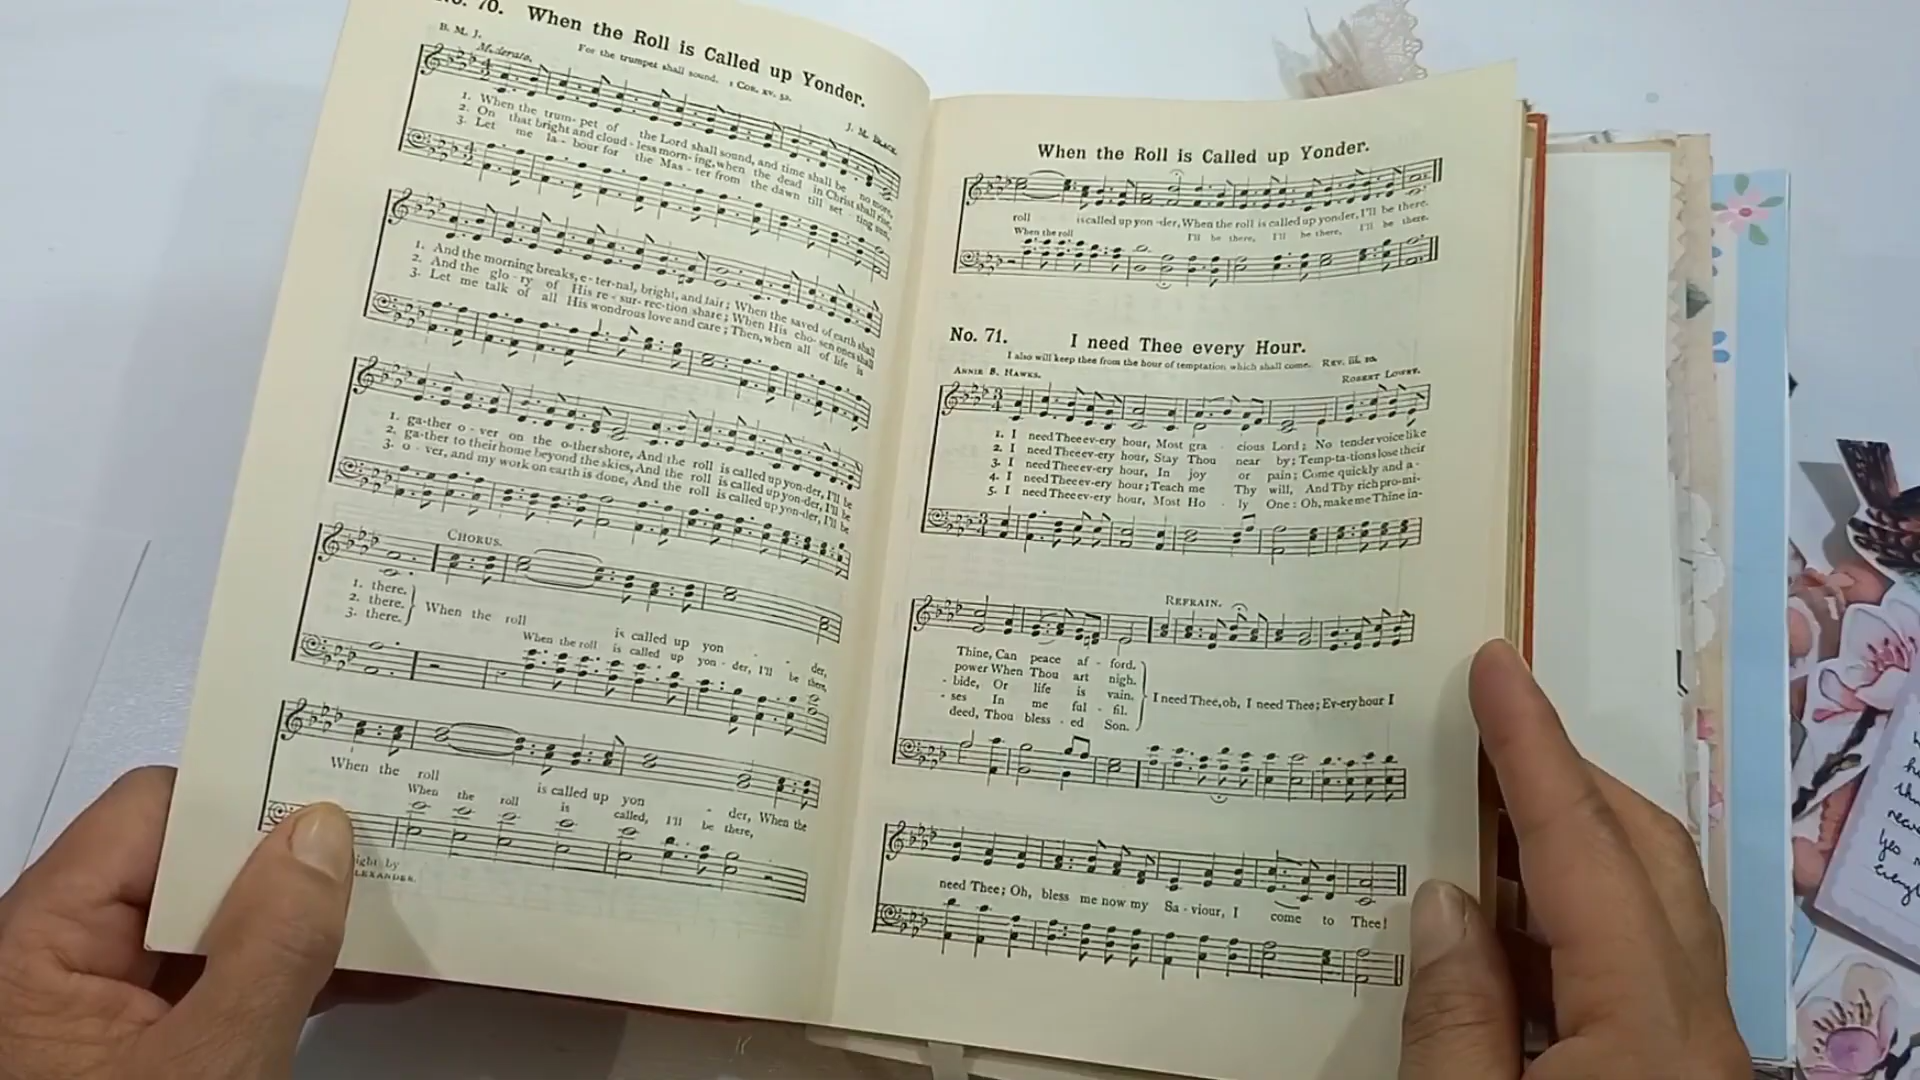 No. 70. When the Roll is Called up Yonder.
B. M. J.
For the trumpet shall sound. 1 COR. xv. 52.
Moderato.
J. M. BLACK.
1. When the trum-pet of the Lord shall sound, and time shall be no more,
2. On that bright and cloud-less morn-ing, when the dead in Christ shall rise,
3. Let me la-bour for the Mas-ter from the dawn till set-ting sun,
1. And the morning breaks, e-ter-nal, bright, and fair; When the saved of earth shall
2. And the glo-ry of His re-sur-rec-tion share; When His cho-sen ones shall
3. Let me talk of all His wondrous love and care; Then, when all of life is
1. ga-ther o-ver on the o-ther shore, And the roll is called up yon-der, I'll be
2. ga-ther to their home beyond the skies, And the roll is called up yon-der, I'll be
3. o-ver, and my work on earth is done, And the roll is called up yon-der, I'll be
CHORUS.
1. there.
2. there.
3. there.
When the roll is called up yon - - der,
When the roll is called up yon-der, I'll be there,
When the roll is called up yon - der, When the
When the roll is called, I'll be there,
ight by
LEXANDER.
When the Roll is Called up Yonder.
roll is called up yon-der, When the roll is called up yonder, I'll be there.
When the roll I'll be there, I'll be there, I'll be there.
No. 71. I need Thee every Hour.
I also will keep thee from the hour of temptation which shall come. REV. iii. 10.
ANNIE B. HAWKS.
ROBERT LOWRY.
1. I need Thee ev-ery hour, Most gra - cious Lord; No tender voice like
2. I need Thee ev-ery hour, Stay Thou near by; Temp-ta-tions lose their
3. I need Thee ev-ery hour, In joy or pain; Come quickly and a-
4. I need Thee ev-ery hour; Teach me Thy will, And Thy rich pro-mi-
5. I need Thee ev-ery hour, Most Ho - ly One: Oh, make me Thine in-
REFRAIN.
Thine, Can peace af - ford.
power When Thou art nigh.
- bide, Or life is vain.
- ses In me ful - fil.
deed, Thou bless - ed Son.
I need Thee, oh, I need Thee; Ev-ery hour I
need Thee; Oh, bless me now my Sa-viour, I come to Thee!